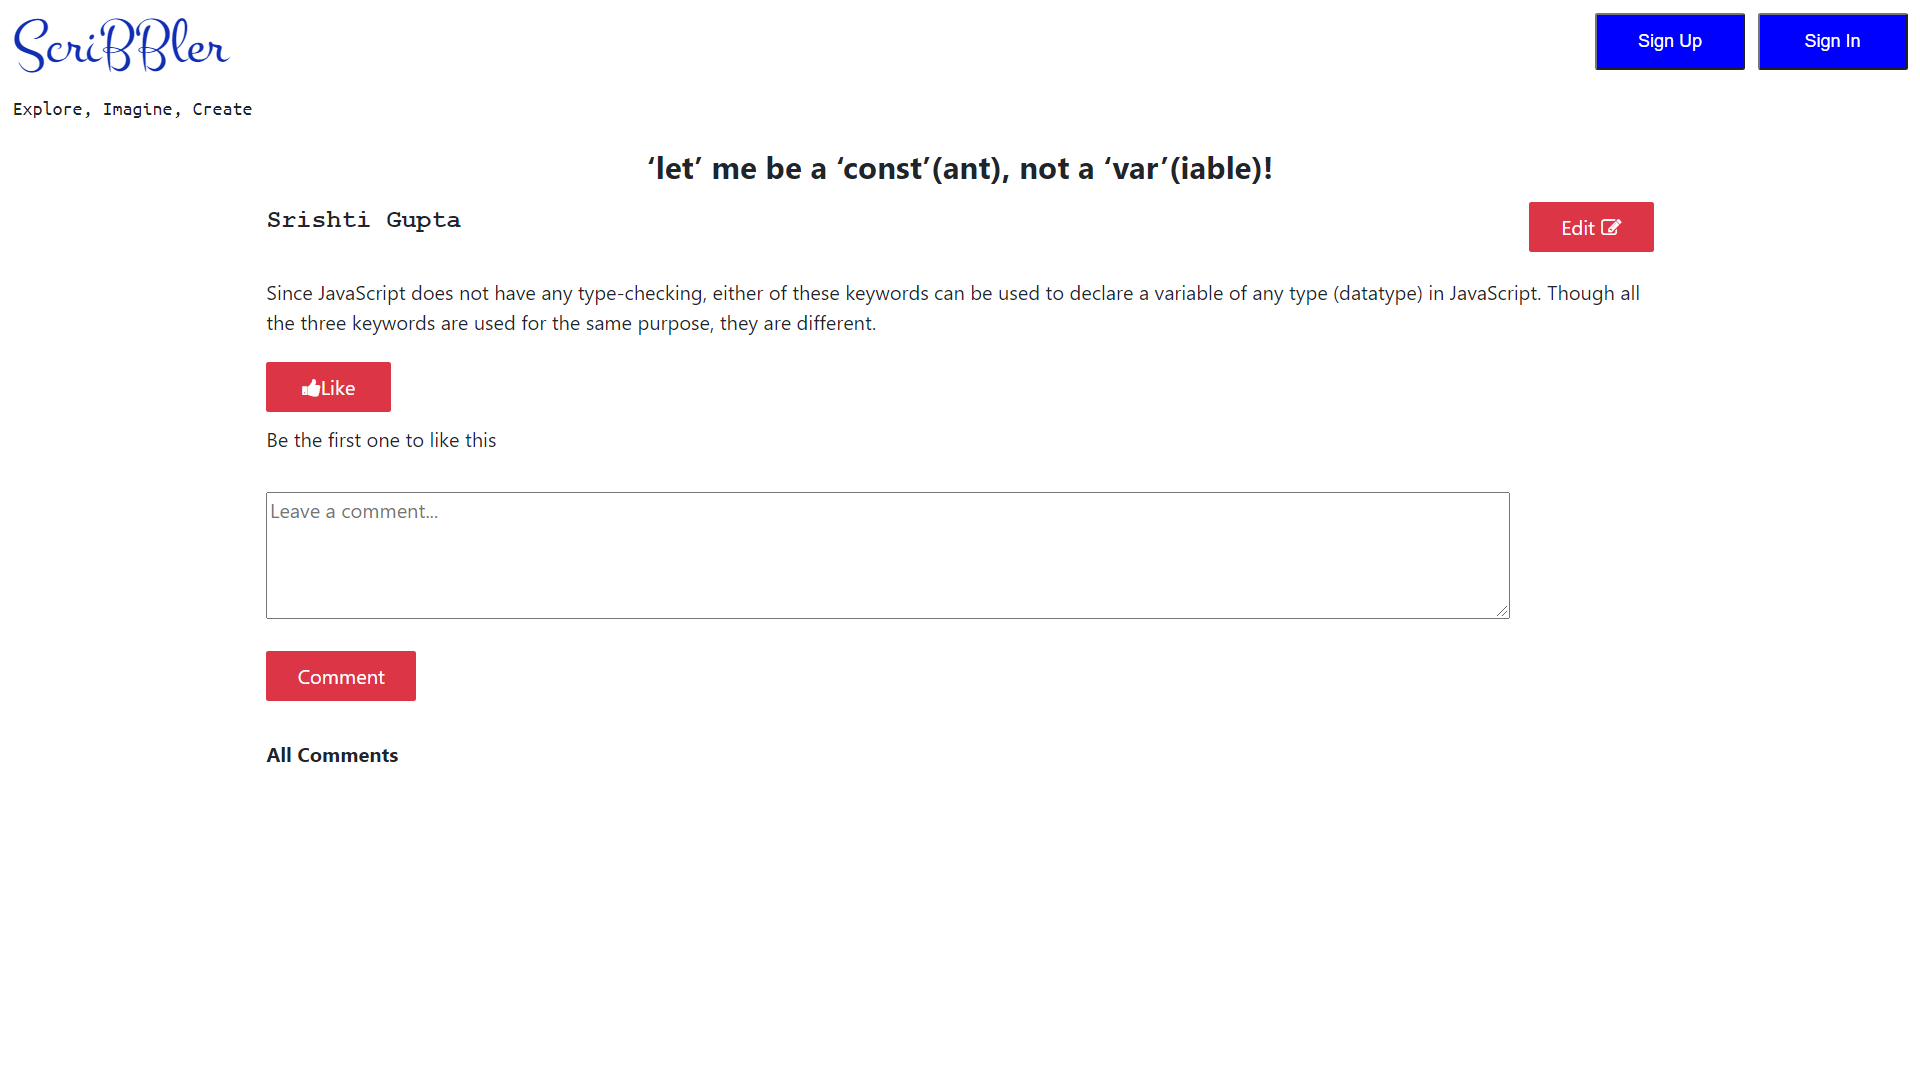 ScriBBler
Sign Up
Sign In
Explore, Imagine, Create
‘let’ me be a ‘const’(ant), not a ‘var’(iable)!
Srishti Gupta
Edit
Since JavaScript does not have any type-checking, either of these keywords can be used to declare a variable of any type (datatype) in JavaScript. Though all
the three keywords are used for the same purpose, they are different.
Like
Be the first one to like this
Leave a comment...
Comment
All Comments